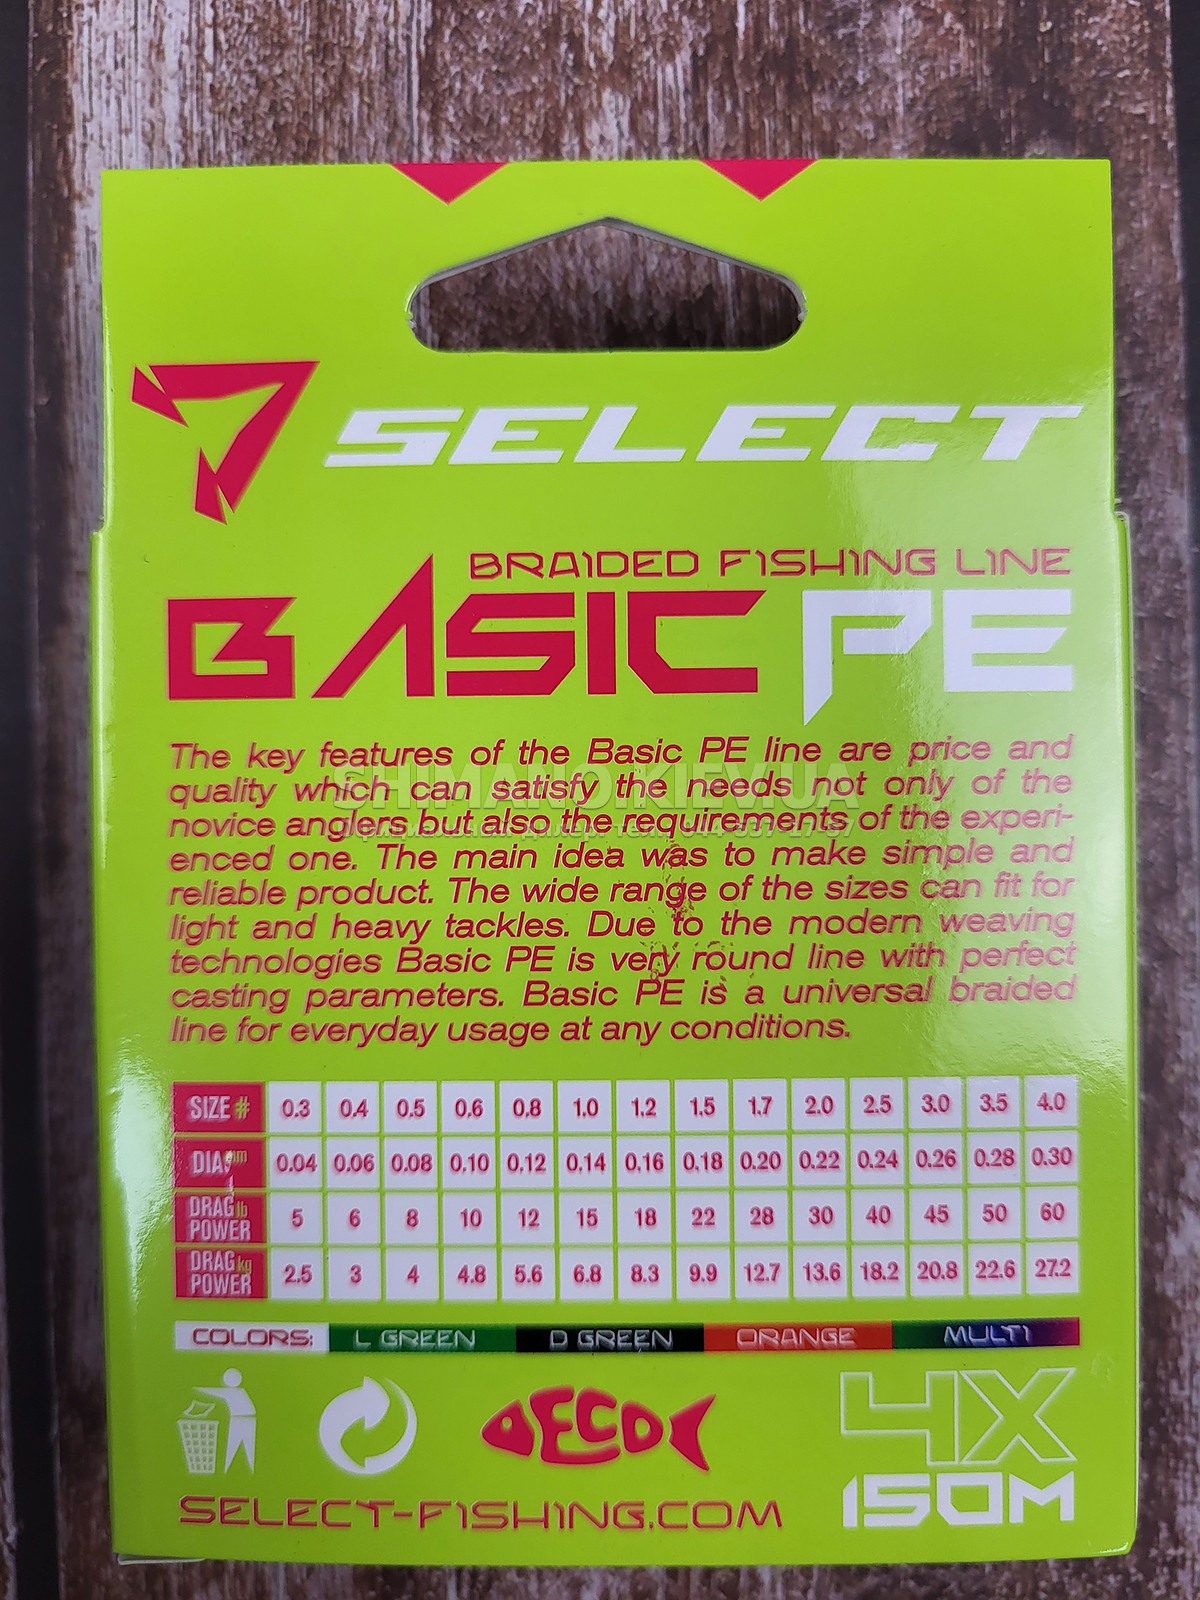 SELECT
BRAIDED FISHING LINE
BASIC PE
The key features of the Basic PE line are price and
quality which can satisfy the needs not only of the
novice anglers but also the requirements of the experi-
enced one. The main idea was to make simple and
reliable product. The wide range of the sizes can fit for
light and heavy tackles. Due to the modern weaving
technologies Basic PE is very round line with perfect
casting parameters. Basic PE is a universal braided
line for everyday usage at any conditions.
SHIMANO.KIEV.UA
SIZE # 0.3 0.4 0.5 0.6 0.8 1.0 1.2 1.5 1.7 2.0 2.5 3.0 3.5 4.0
DIA. mm 0.04 0.06 0.08 0.10 0.12 0.14 0.16 0.18 0.20 0.22 0.24 0.26 0.28 0.30
DRAG lb POWER 5 6 8 10 12 15 18 22 28 30 40 45 50 60
DRAG kg POWER 2.5 3 4 4.8 5.6 6.8 8.3 9.9 12.7 13.6 18.2 20.8 22.6 27.2
COLORS: L GREEN D GREEN ORANGE MULTI
ECO
4X
150M
SELECT-FISHING.COM